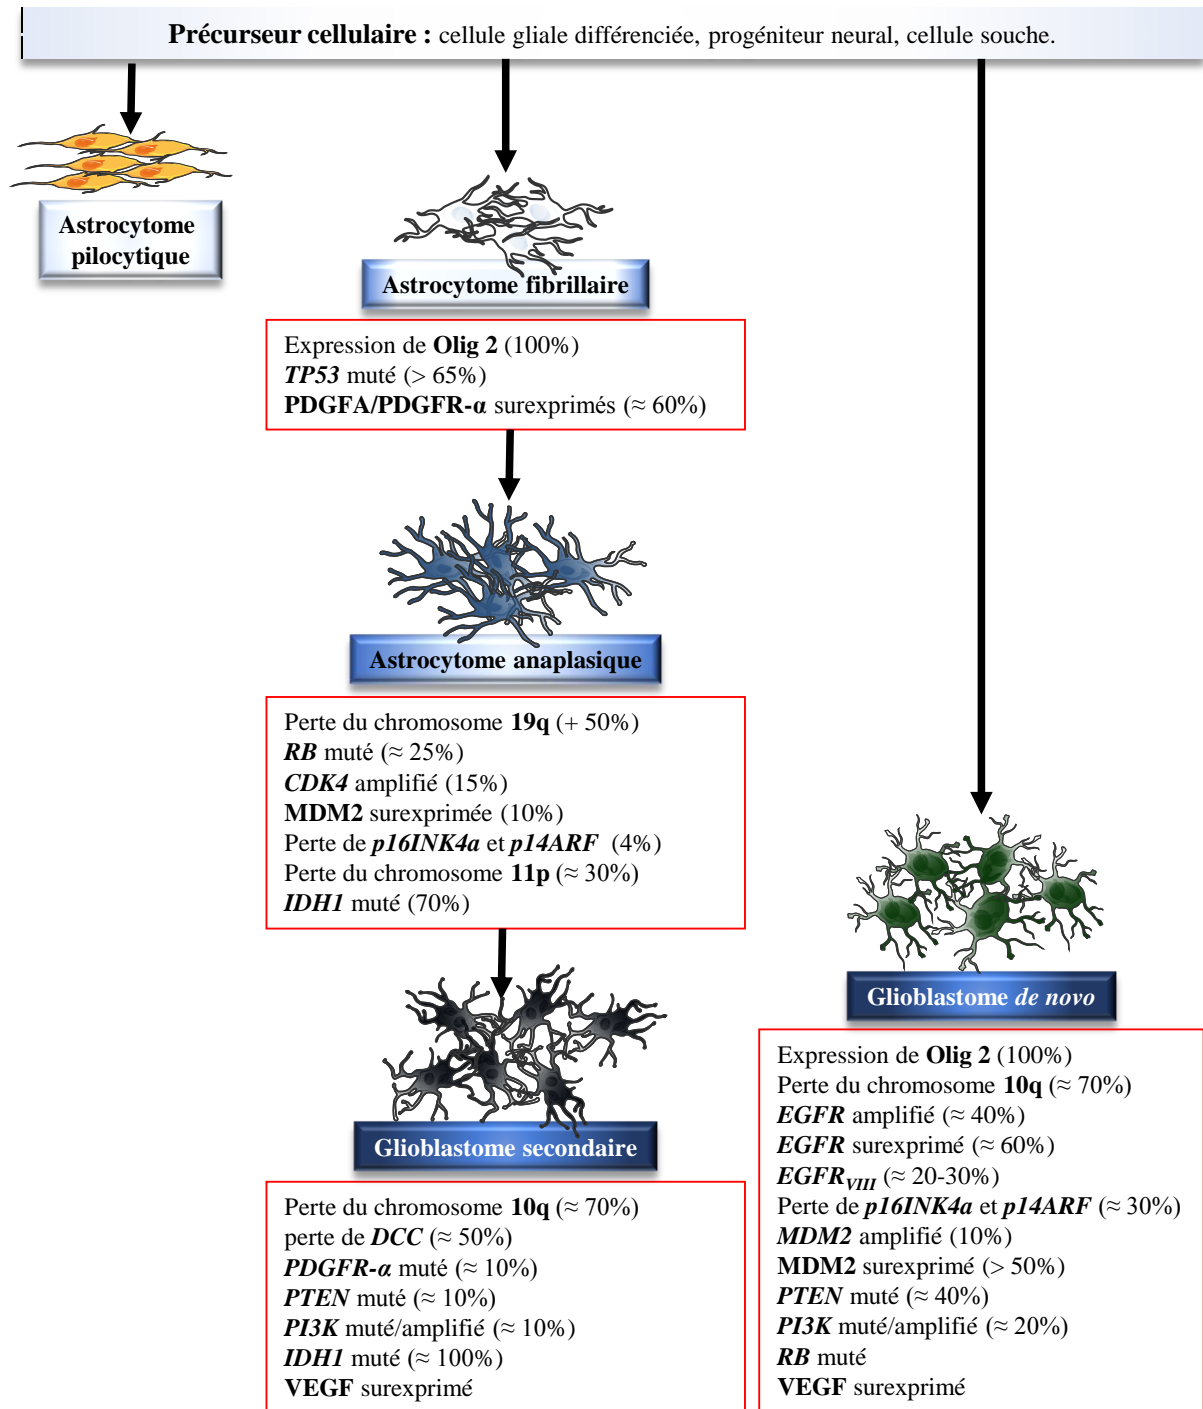 Précurseur cellulaire : cellule gliale différenciée, progéniteur neural, cellule souche.
Astrocytome
pilocytique
Astrocytome fibrillaire
Expression de Olig 2 (100%)
TP53 muté (> 65%)
PDGFA/PDGFR-α surexprimés (≈ 60%)
Astrocytome anaplasique
Perte du chromosome 19q (+ 50%)
RB muté (≈ 25%)
CDK4 amplifié (15%)
MDM2 surexprimée (10%)
Perte de p16INK4a et p14ARF (4%)
Perte du chromosome 11p (≈ 30%)
IDH1 muté (70%)
Glioblastome secondaire
Perte du chromosome 10q (≈ 70%)
perte de DCC (≈ 50%)
PDGFR-α muté (≈ 10%)
PTEN muté (≈ 10%)
PI3K muté/amplifié (≈ 10%)
IDH1 muté (≈ 100%)
VEGF surexprimé
Glioblastome de novo
Expression de Olig 2 (100%)
Perte du chromosome 10q (≈ 70%)
EGFR amplifié (≈ 40%)
EGFR surexprimé (≈ 60%)
EGFRVIII (≈ 20-30%)
Perte de p16INK4a et p14ARF (≈ 30%)
MDM2 amplifié (10%)
MDM2 surexprimé (> 50%)
PTEN muté (≈ 40%)
PI3K muté/amplifié (≈ 20%)
RB muté
VEGF surexprimé